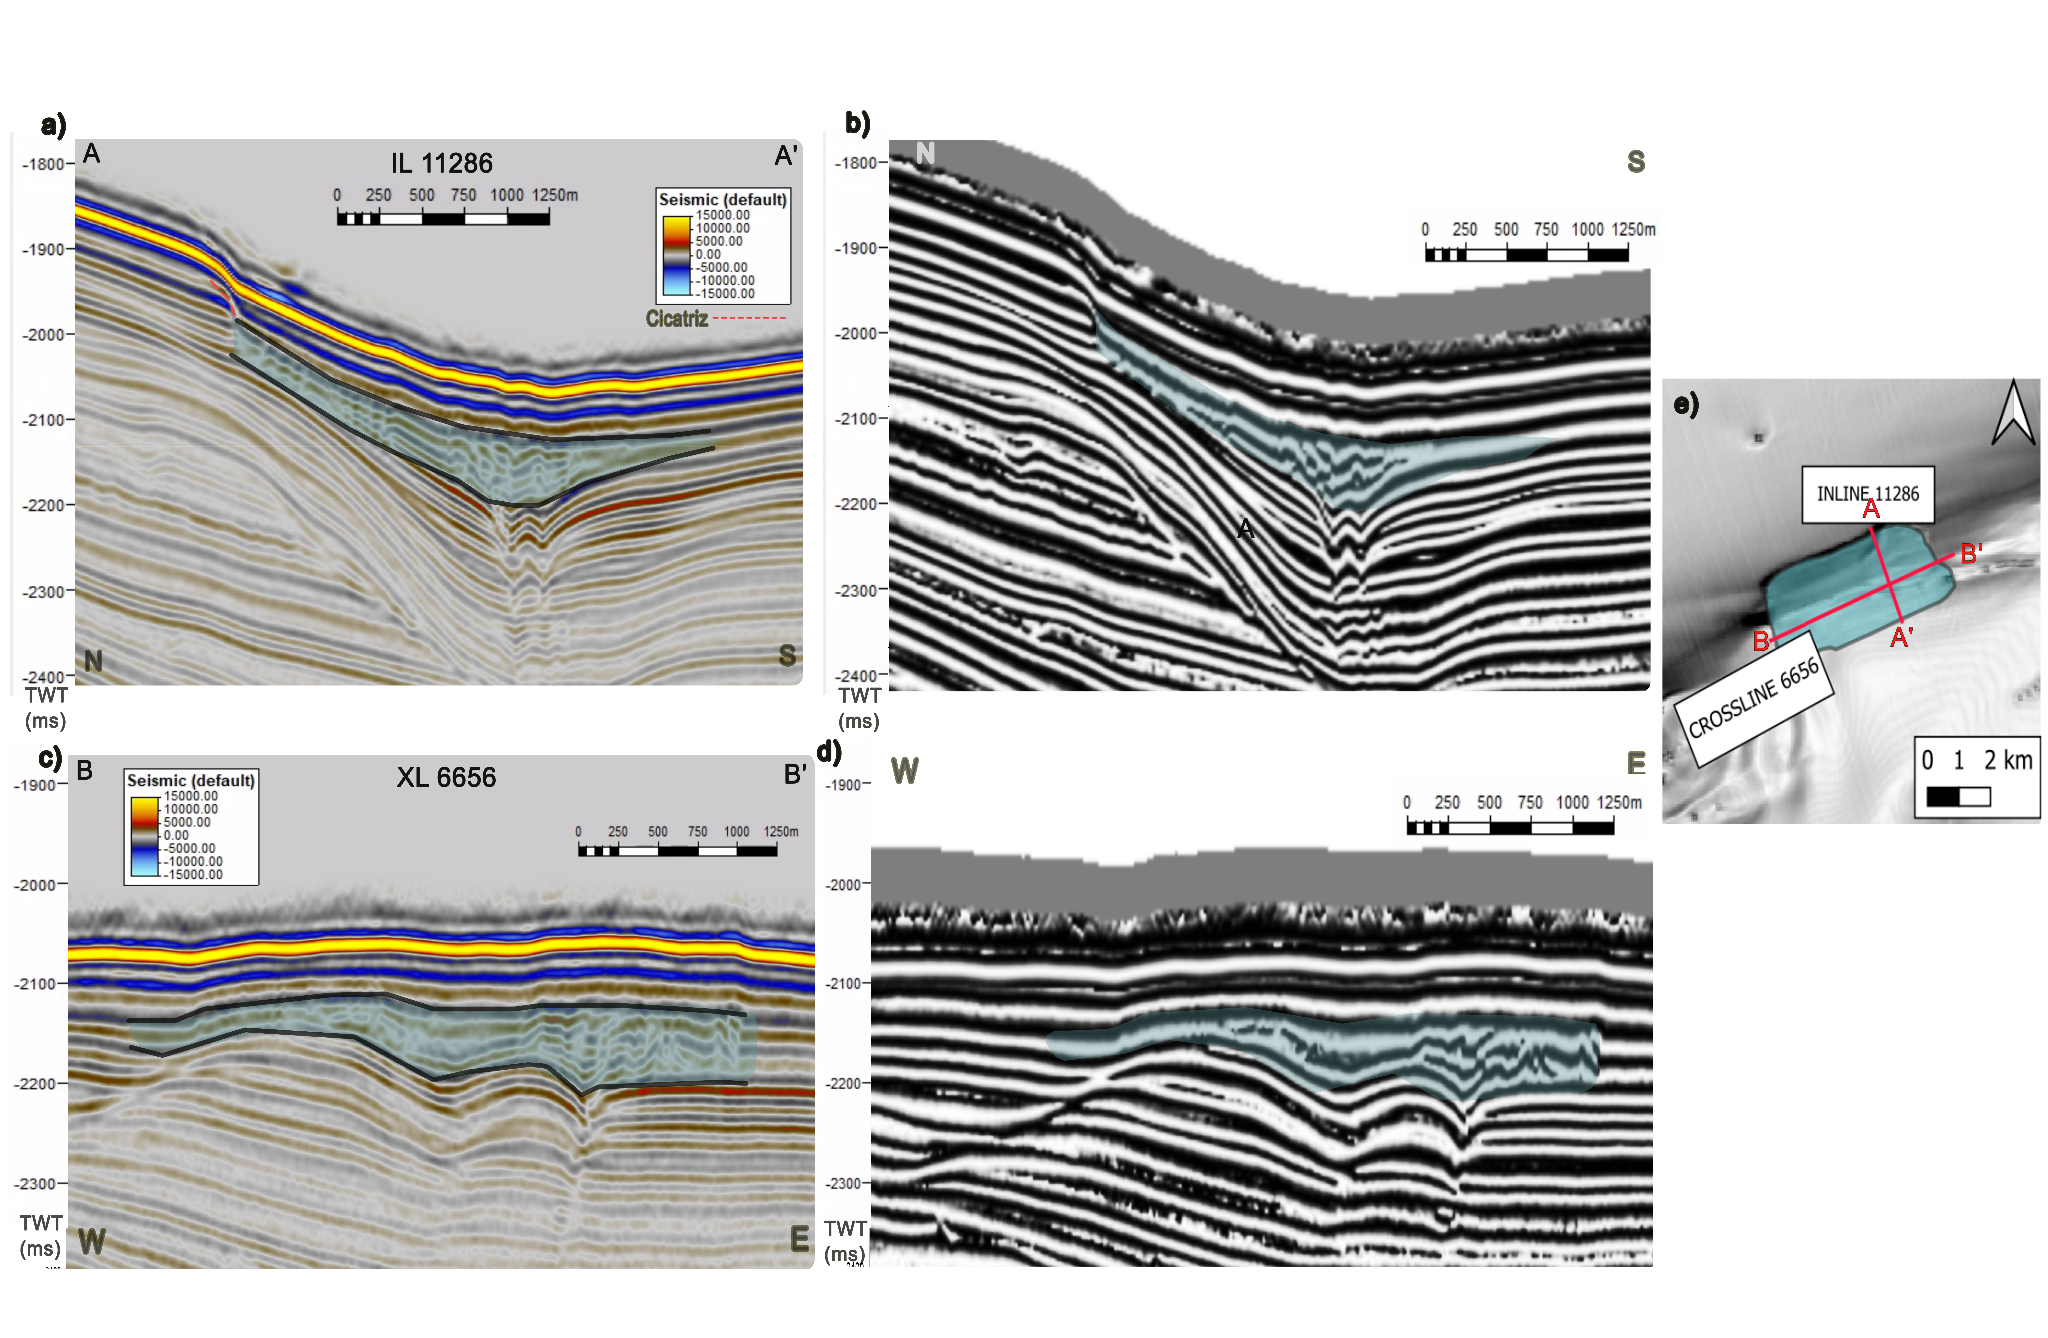 a)
A
IL 11286
A'
0 250 500 750 1000 1250m
Seismic (default)
15000.00
10000.00
5000.00
0.00
-5000.00
-10000.00
-15000.00
Cicatriz
-1800
-1900
-2000
-2100
-2200
-2300
-2400
TWT
(ms)
N
S
b)
N
S
0 250 500 750 1000 1250m
-1800
-1900
-2000
-2100
-2200
-2300
-2400
TWT
(ms)
A
c)
B
XL 6656
B'
Seismic (default)
15000.00
10000.00
5000.00
0.00
-5000.00
-10000.00
-15000.00
0 250 500 750 1000 1250m
-1900
-2000
-2100
-2200
-2300
TWT
(ms)
W
E
d)
W
E
0 250 500 750 1000 1250m
-1900
-2000
-2100
-2200
-2300
TWT
(ms)
e)
INLINE 11286
A
B'
B
A'
CROSSLINE 6656
0 1 2 km